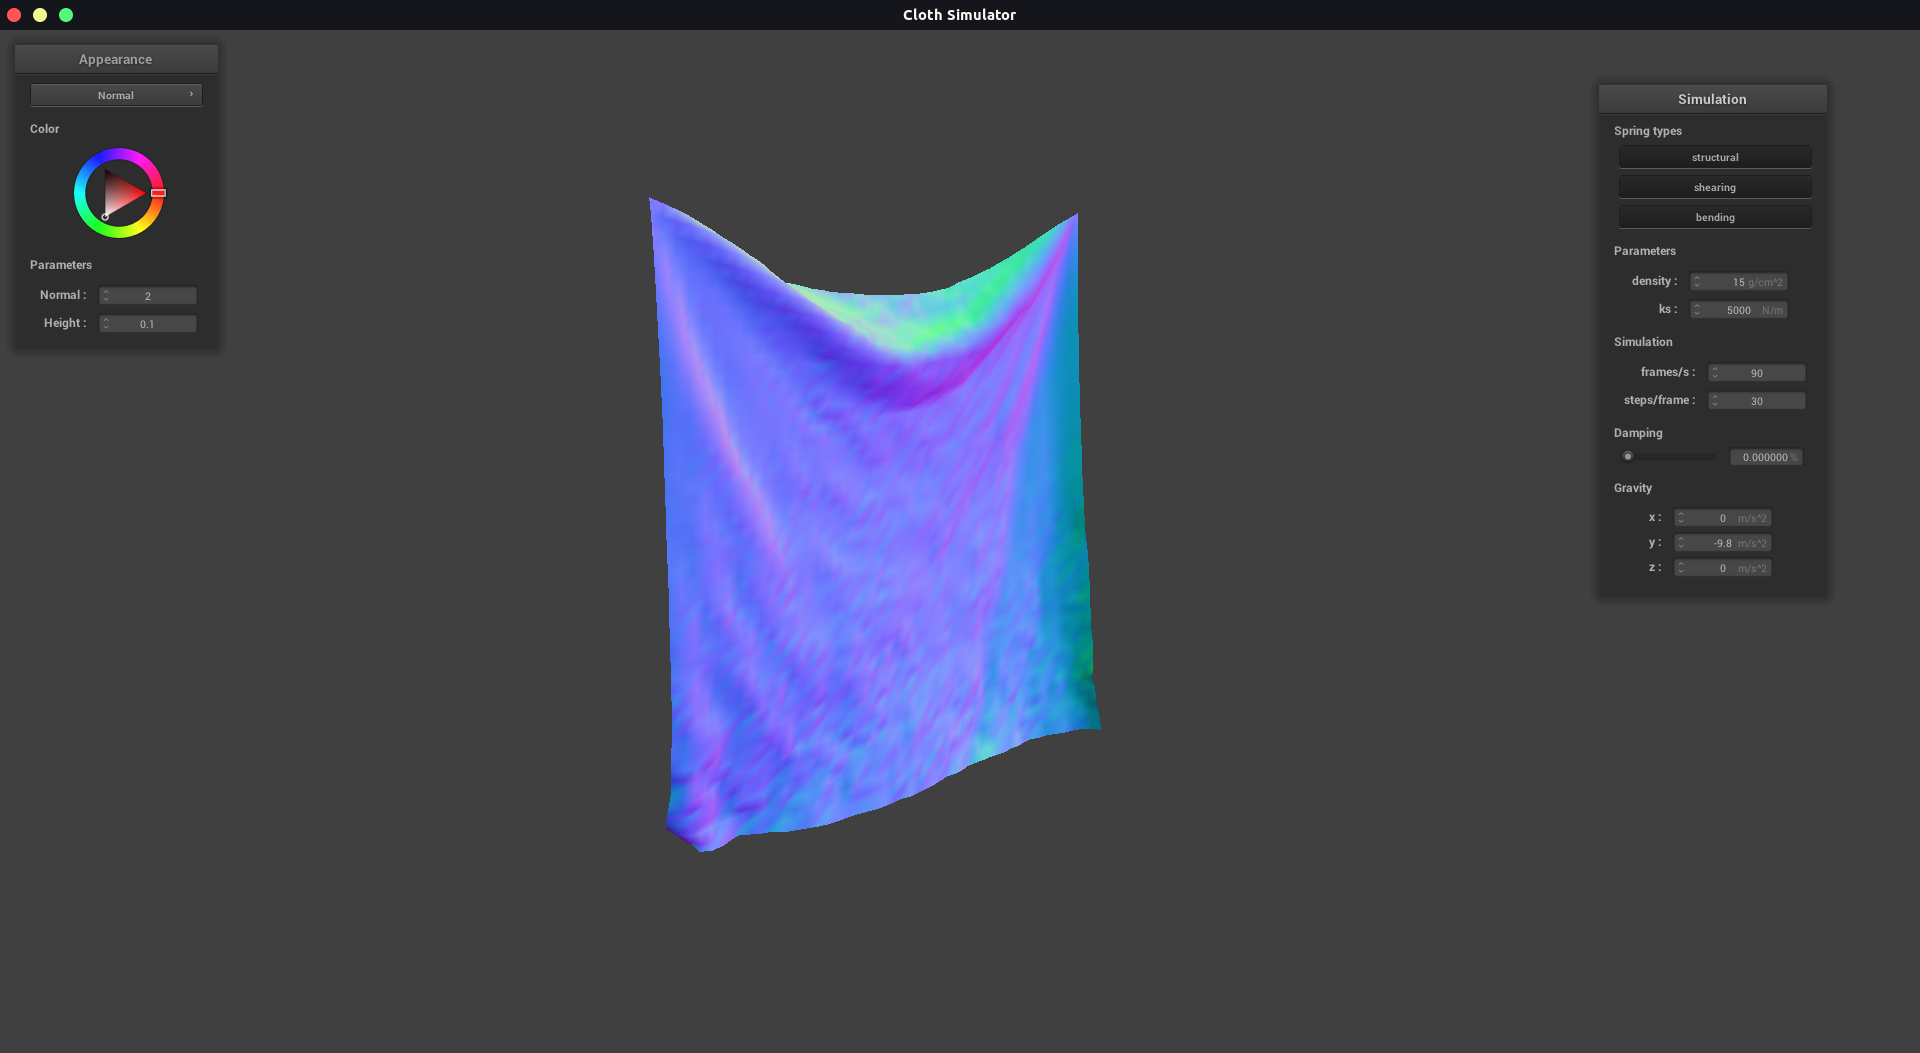 Cloth Simulator
Appearance
Normal
Color
Parameters
Normal : 2
Height : 0.1
Simulation
Spring types
structural
shearing
bending
Parameters
density : 15 g/cm^2
ks : 5000 N/m
Simulation
frames/s : 90
steps/frame : 30
Damping
0.000000 %
Gravity
x : 0 m/s^2
y : -9.8 m/s^2
z : 0 m/s^2